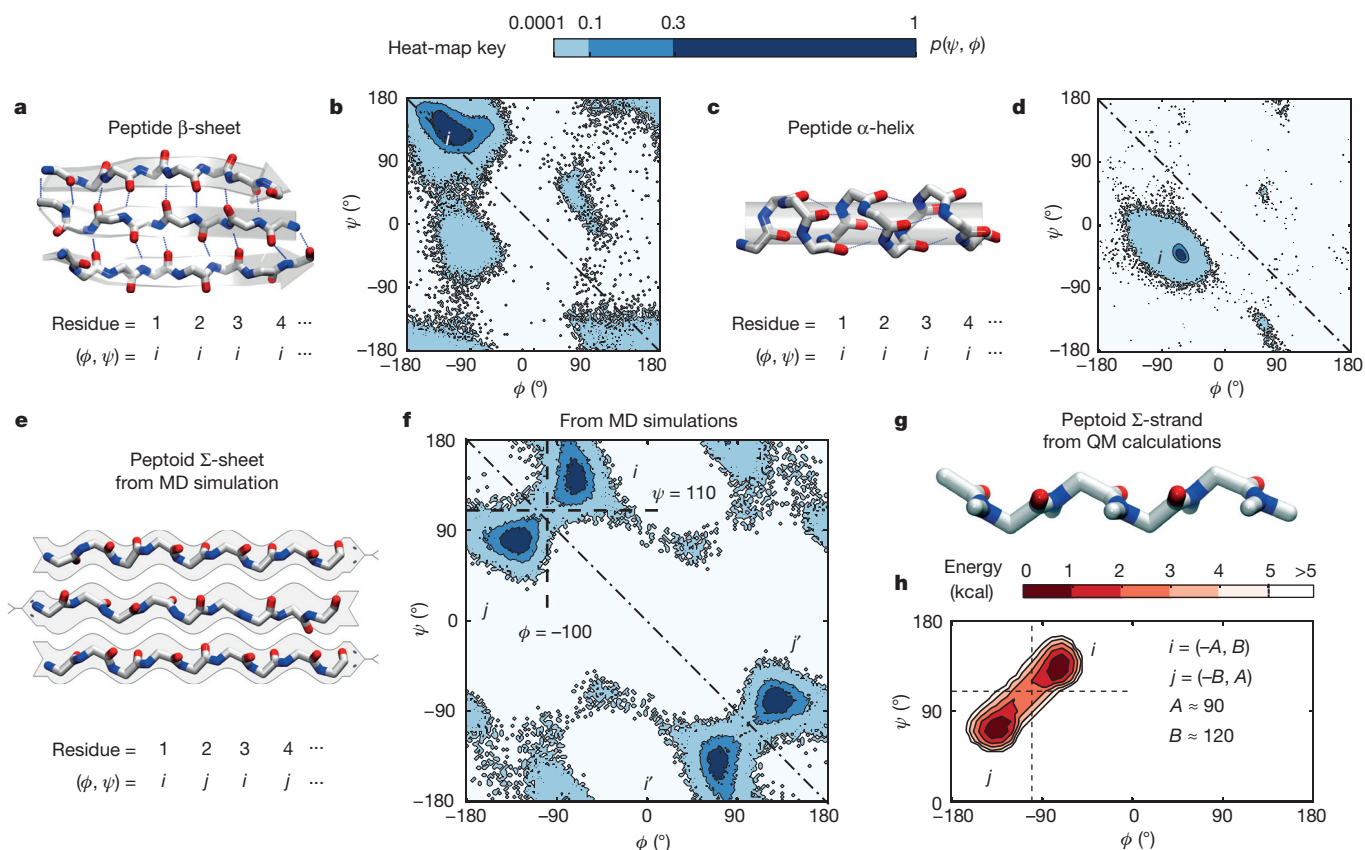 0.0001 0.1 0.3 1
Heat-map key p(ψ, ϕ)
a
Peptide β-sheet
Residue = 1 2 3 4 ...
(ϕ, ψ) = i i i i ...
b
180
90
0
−90
−180
ψ (°)
i
−180 −90 0 90 180
ϕ (°)
c
Peptide α-helix
Residue = 1 2 3 4 ...
(ϕ, ψ) = i i i i ...
d
180
90
0
−90
−180
ψ (°)
i
−180 −90 0 90 180
ϕ (°)
e
Peptoid Σ-sheet
from MD simulation
Residue = 1 2 3 4 ...
(ϕ, ψ) = i j i j ...
f
From MD simulations
180
90
0
−90
−180
ψ (°)
i
ψ = 110
j
ϕ = −100
j′
i′
−180 −90 0 90 180
ϕ (°)
g
Peptoid Σ-strand
from QM calculations
h
Energy
(kcal)
0 1 2 3 4 5 >5
180
90
0
ψ (°)
i
j
i = (−A, B)
j = (−B, A)
A ≈ 90
B ≈ 120
−180 −90 0 90 180
ϕ (°)